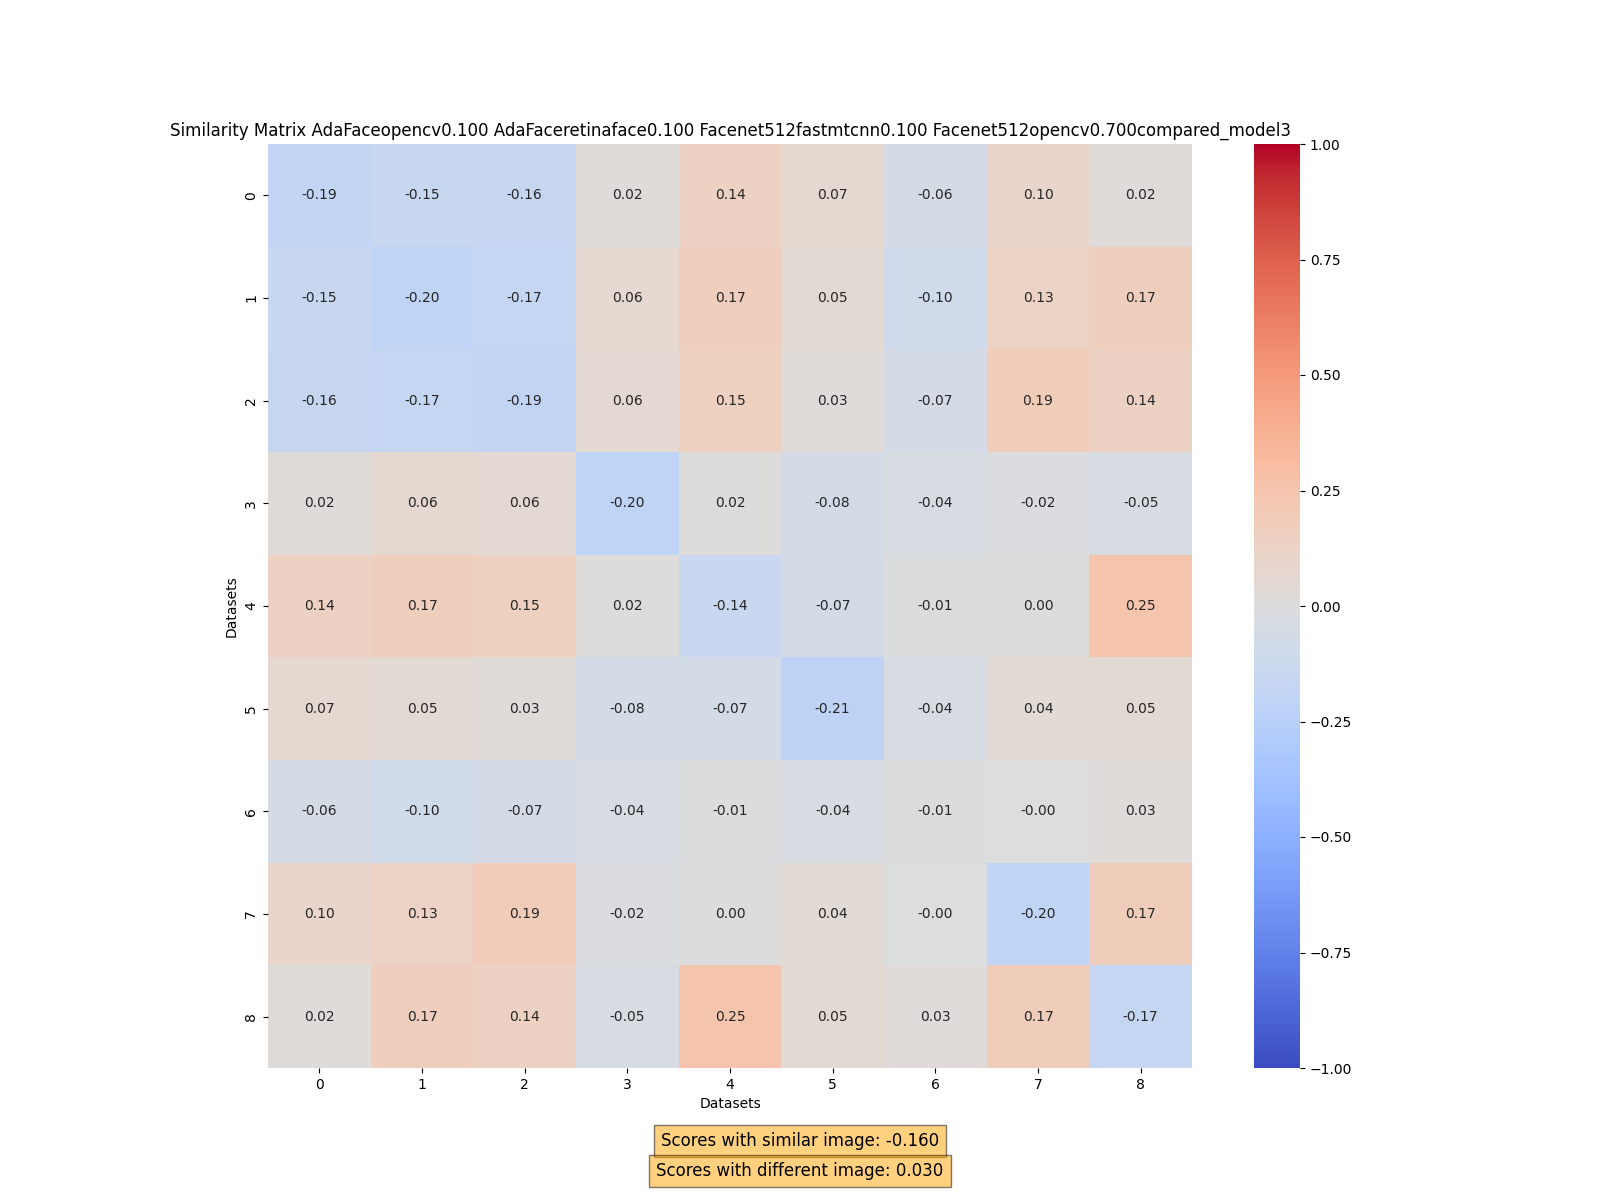 Similarity Matrix AdaFaceopencv0.100 AdaFaceretinaface0.100 Facenet512fastmtcnn0.100 Facenet512opencv0.700compared_model3
Datasets
0 -0.19 -0.15 -0.16 0.02 0.14 0.07 -0.06 0.10 0.02
1 -0.15 -0.20 -0.17 0.06 0.17 0.05 -0.10 0.13 0.17
2 -0.16 -0.17 -0.19 0.06 0.15 0.03 -0.07 0.19 0.14
3 0.02 0.06 0.06 -0.20 0.02 -0.08 -0.04 -0.02 -0.05
4 0.14 0.17 0.15 0.02 -0.14 -0.07 -0.01 0.00 0.25
5 0.07 0.05 0.03 -0.08 -0.07 -0.21 -0.04 0.04 0.05
6 -0.06 -0.10 -0.07 -0.04 -0.01 -0.04 -0.01 -0.00 0.03
7 0.10 0.13 0.19 -0.02 0.00 0.04 -0.00 -0.20 0.17
8 0.02 0.17 0.14 -0.05 0.25 0.05 0.03 0.17 -0.17
0 1 2 3 4 5 6 7 8
Datasets
1.00
0.75
0.50
0.25
0.00
−0.25
−0.50
−0.75
−1.00
Scores with similar image: -0.160
Scores with different image: 0.030